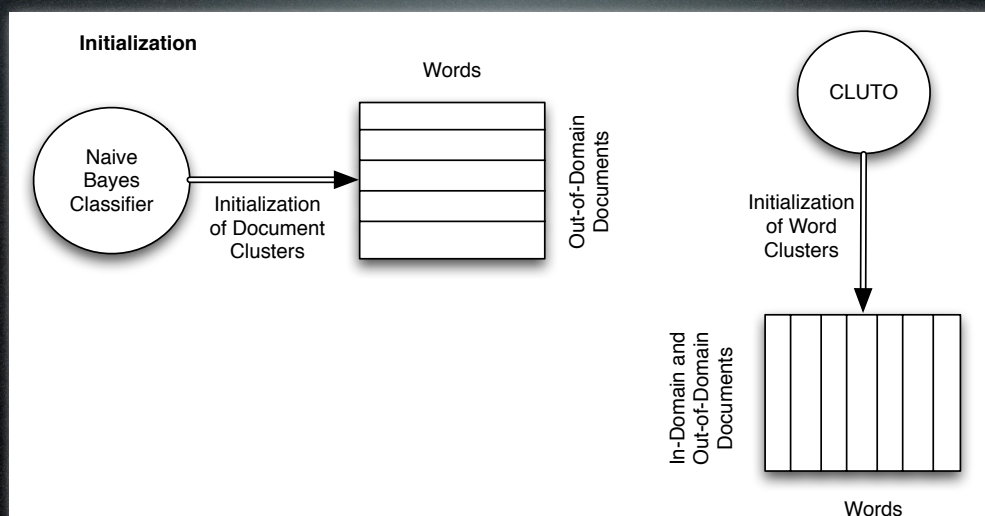 Initialization
Words
Naive
Bayes
Classifier
Initialization
of Document
Clusters
Out-of-Domain
Documents
CLUTO
Initialization
of Word
Clusters
In-Domain and
Out-of-Domain
Documents
Words